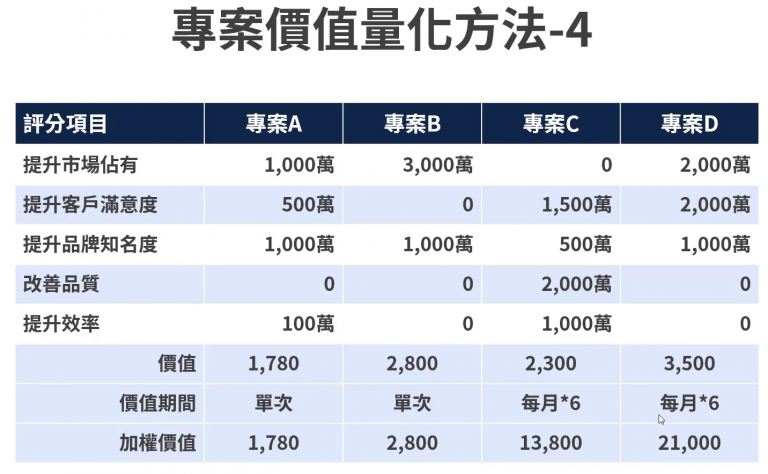 專案價值量化方法-4
評分項目 專案A 專案B 專案C 專案D
提升市場佔有 1,000萬 3,000萬 0 2,000萬
提升客戶滿意度 500萬 0 1,500萬 2,000萬
提升品牌知名度 1,000萬 1,000萬 500萬 1,000萬
改善品質 0 0 2,000萬 0
提升效率 100萬 0 1,000萬 0
價值 1,780 2,800 2,300 3,500
價值期間 單次 單次 每月*6 每月*6
加權價值 1,780 2,800 13,800 21,000